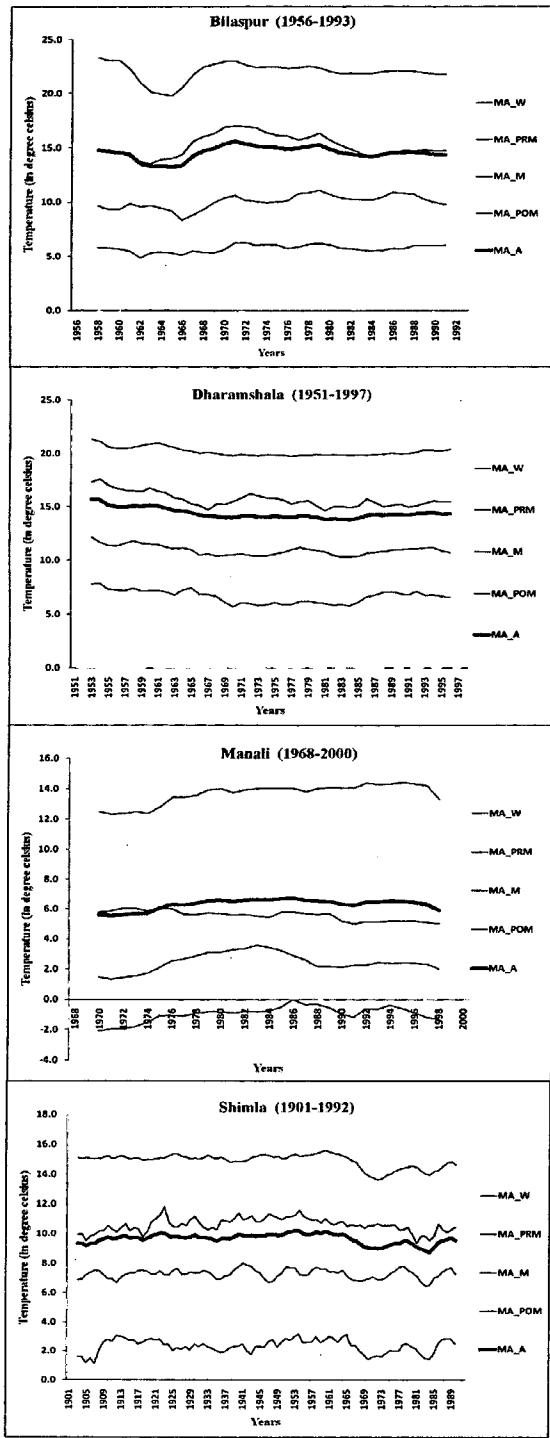 Bilaspur (1956-1993)
Temperature (in degree celsius)
25.0
20.0
15.0
10.0
5.0
0.0
1956 1958 1960 1962 1964 1966 1968 1970 1972 1974 1976 1978 1980 1982 1984 1986 1988 1990 1992
Years
MA_W
MA_PRM
MA_M
MA_POM
MA_A
Dharamshala (1951-1997)
Temperature (in degree celsius)
25.0
20.0
15.0
10.0
5.0
0.0
1951 1953 1955 1957 1959 1961 1963 1965 1967 1969 1971 1973 1975 1977 1979 1981 1983 1985 1987 1989 1991 1993 1995 1997
Years
MA_W
MA_PRM
MA_M
MA_POM
MA_A
Manali (1968-2000)
Temperature (in degree celsius)
16.0
14.0
12.0
10.0
8.0
6.0
4.0
2.0
0.0
-2.0
-4.0
1968 1970 1972 1974 1976 1978 1980 1982 1984 1986 1988 1990 1992 1994 1996 1998 2000
Years
MA_W
MA_PRM
MA_M
MA_POM
MA_A
Shimla (1901-1992)
Temperature (in degree celsius)
18.0
16.0
14.0
12.0
10.0
8.0
6.0
4.0
2.0
0.0
1901 1905 1909 1913 1917 1921 1925 1929 1933 1937 1941 1945 1949 1953 1957 1961 1965 1969 1973 1977 1981 1985 1989
Years
MA_W
MA_PRM
MA_M
MA_POM
MA_A